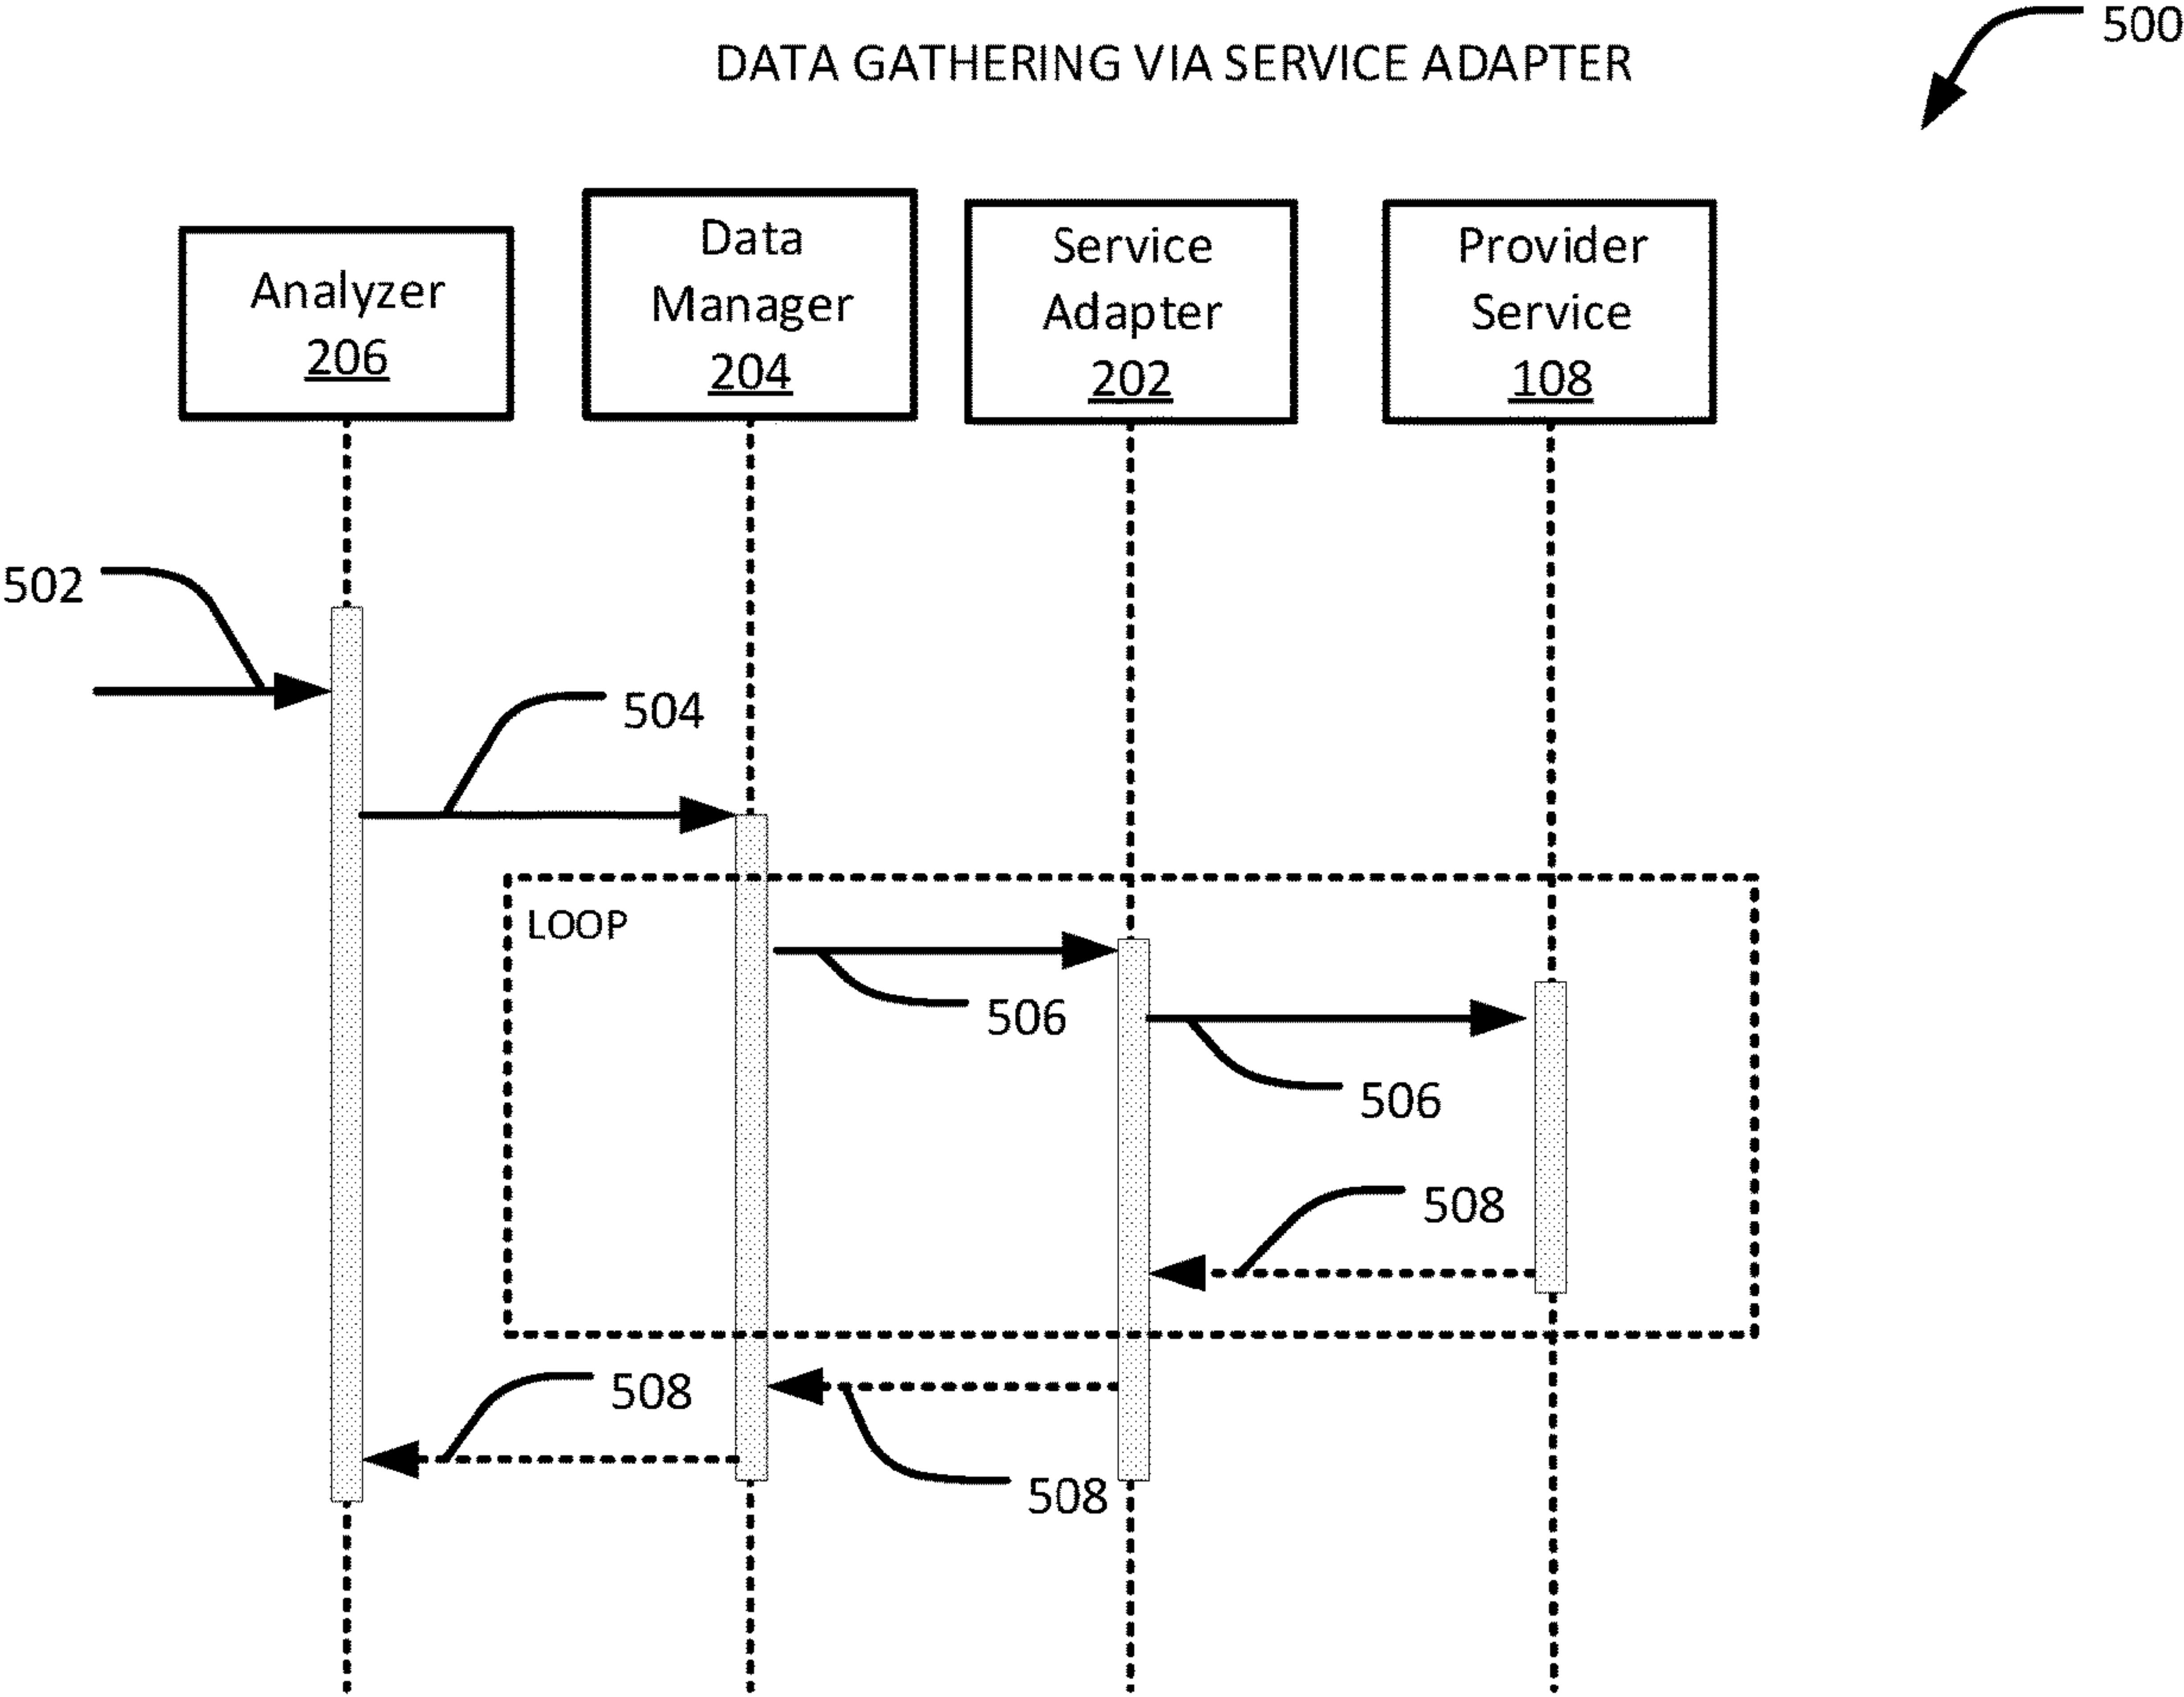 500
DATA GATHERING VIA SERVICE ADAPTER
Analyzer
206
Data
Manager
204
Service
Adapter
202
Provider
Service
108
502
504
LOOP
506
506
508
508
508